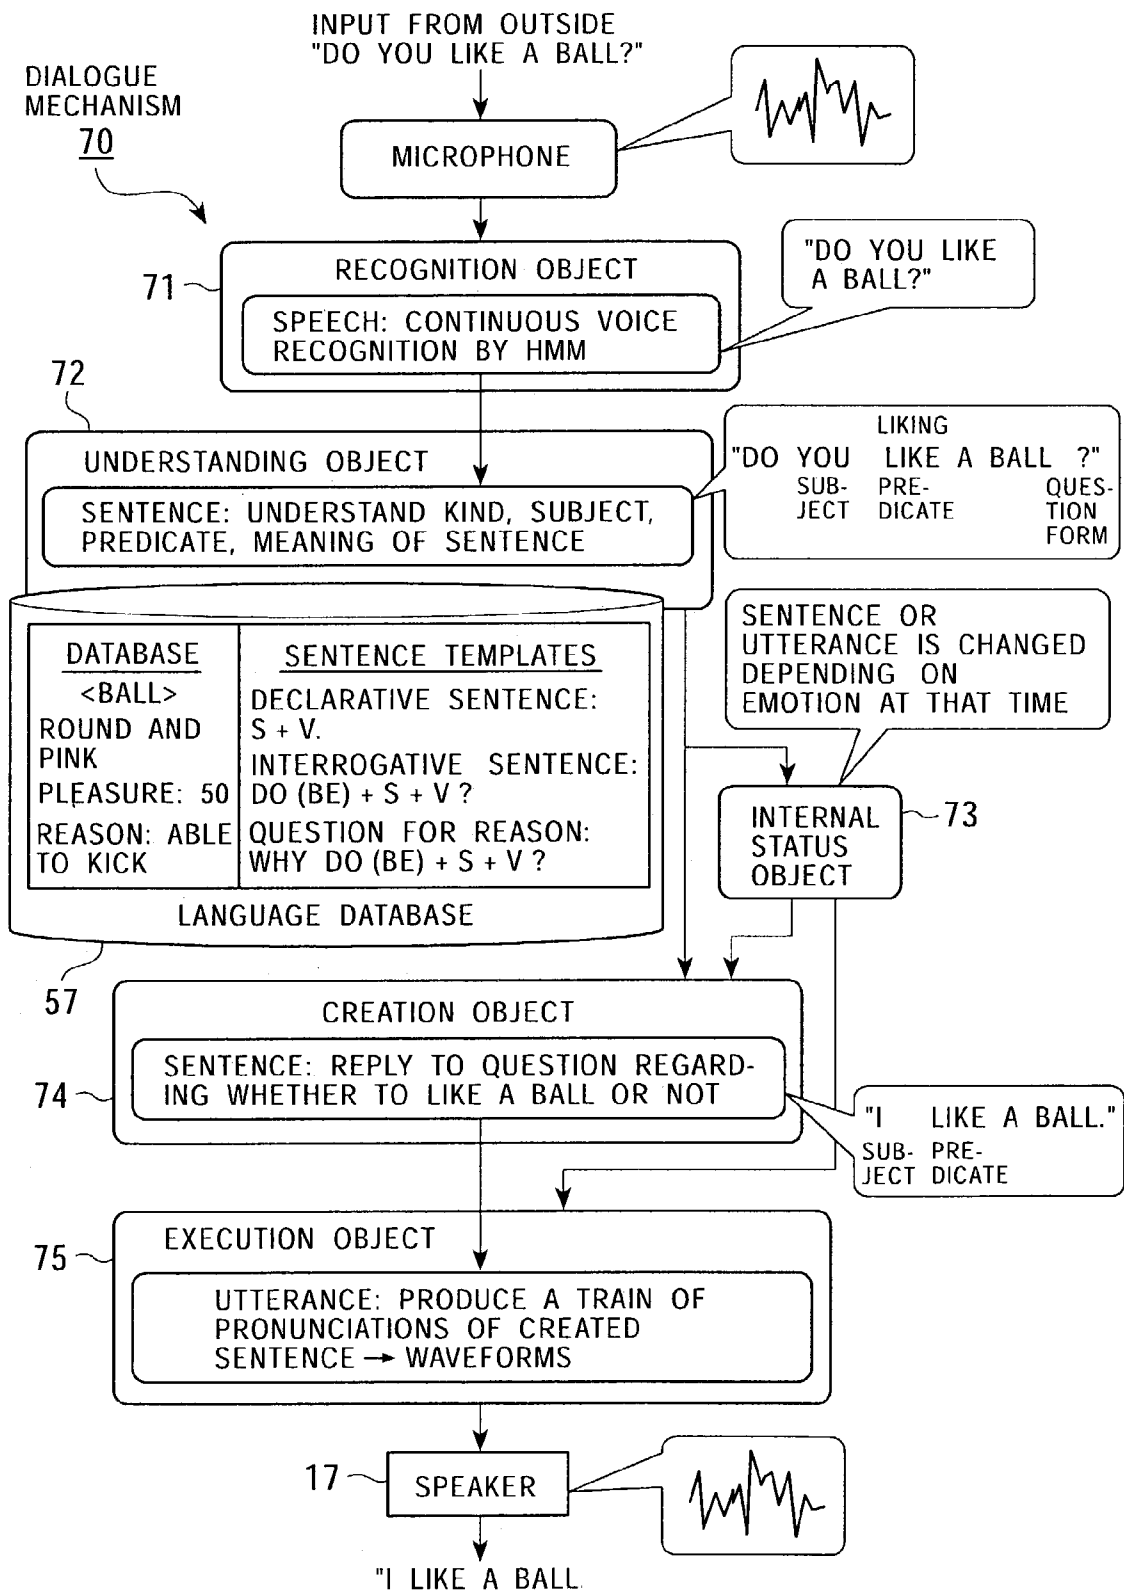 INPUT FROM OUTSIDE
"DO YOU LIKE A BALL?"
DIALOGUE
MECHANISM
70
MICROPHONE
71
RECOGNITION OBJECT
SPEECH: CONTINUOUS VOICE
RECOGNITION BY HMM
"DO YOU LIKE
A BALL?"
72
UNDERSTANDING OBJECT
SENTENCE: UNDERSTAND KIND, SUBJECT,
PREDICATE, MEANING OF SENTENCE
LIKING
"DO YOU LIKE A BALL ?"
SUB- PRE- QUES-
JECT DICATE TION
FORM
DATABASE
<BALL>
ROUND AND
PINK
PLEASURE: 50
REASON: ABLE
TO KICK
SENTENCE TEMPLATES
DECLARATIVE SENTENCE:
S + V.
INTERROGATIVE SENTENCE:
DO (BE) + S + V ?
QUESTION FOR REASON:
WHY DO (BE) + S + V ?
LANGUAGE DATABASE
57
SENTENCE OR
UTTERANCE IS CHANGED
DEPENDING ON
EMOTION AT THAT TIME
INTERNAL
STATUS
OBJECT
73
CREATION OBJECT
74
SENTENCE: REPLY TO QUESTION REGARD-
ING WHETHER TO LIKE A BALL OR NOT
"I LIKE A BALL."
SUB- PRE-
JECT DICATE
75
EXECUTION OBJECT
UTTERANCE: PRODUCE A TRAIN OF
PRONUNCIATIONS OF CREATED
SENTENCE → WAVEFORMS
17
SPEAKER
"I LIKE A BALL